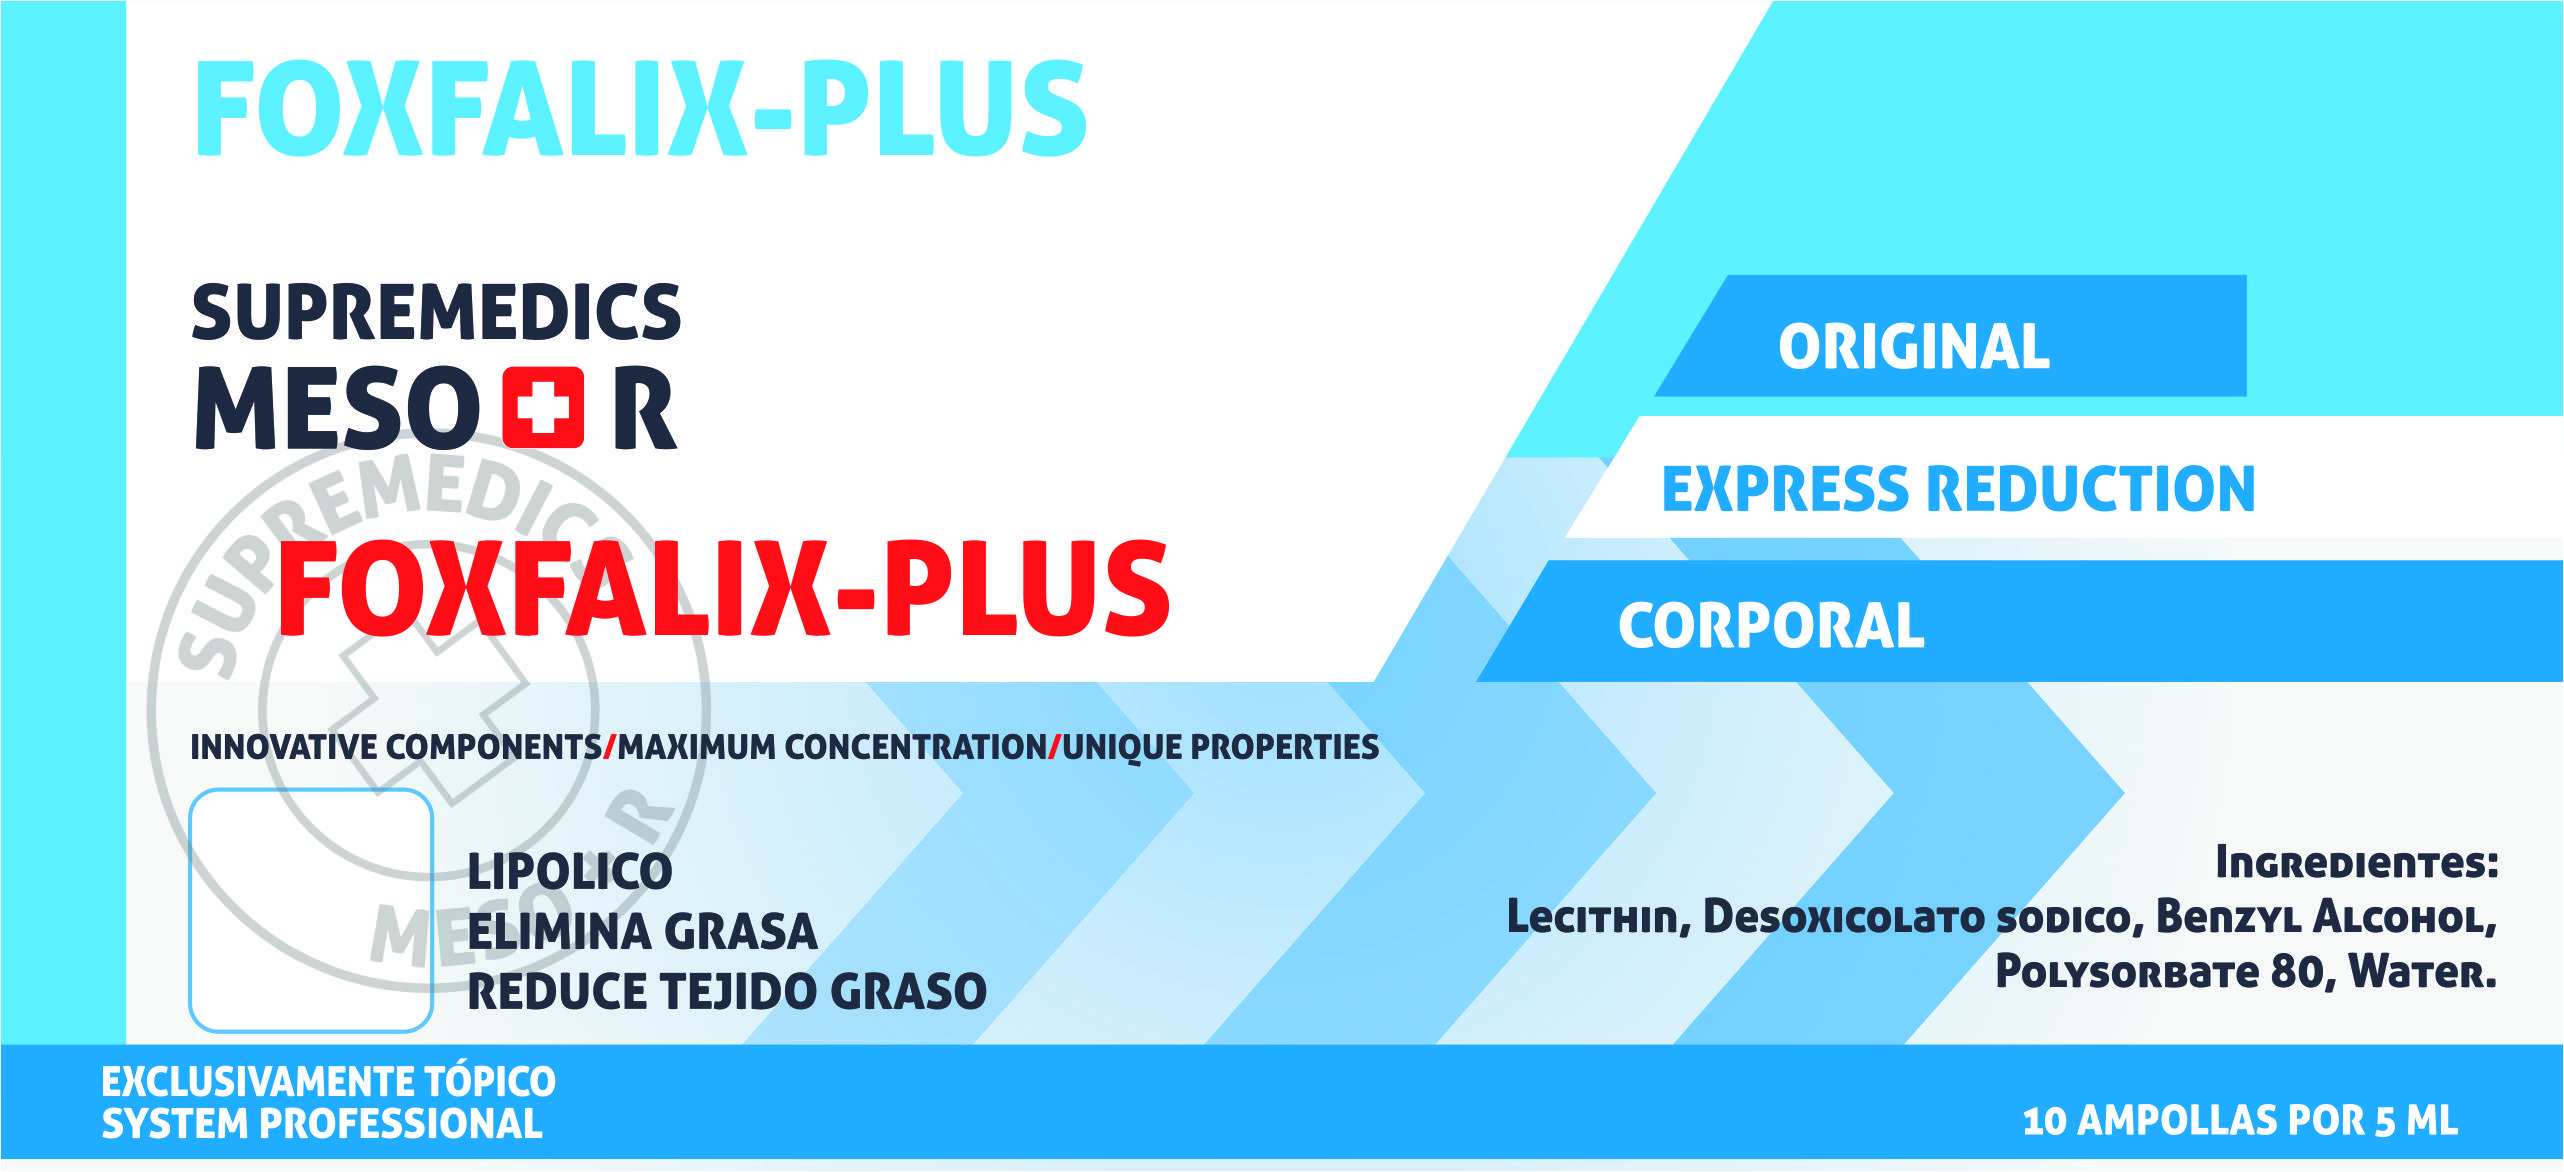 FOXFALIX-PLUS
SUPREMEDICS
MESO + R
SUPREMEDICS
FOXFALIX-PLUS
MESO + R
ORIGINAL
EXPRESS REDUCTION
CORPORAL
INNOVATIVE COMPONENTS/MAXIMUM CONCENTRATION/UNIQUE PROPERTIES
LIPOLICO
ELIMINA GRASA
REDUCE TEJIDO GRASO
Ingredientes:
Lecithin, Desoxicolato sodico, Benzyl Alcohol,
Polysorbate 80, Water.
EXCLUSIVAMENTE TÓPICO
SYSTEM PROFESSIONAL
10 AMPOLLAS POR 5 ML